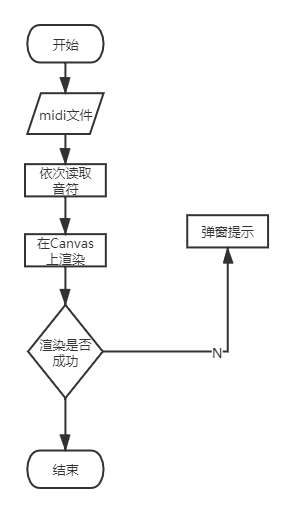 开始
midi文件
依次读取
音符
在Canvas
上渲染
弹窗提示
渲染是否
成功
N
结束